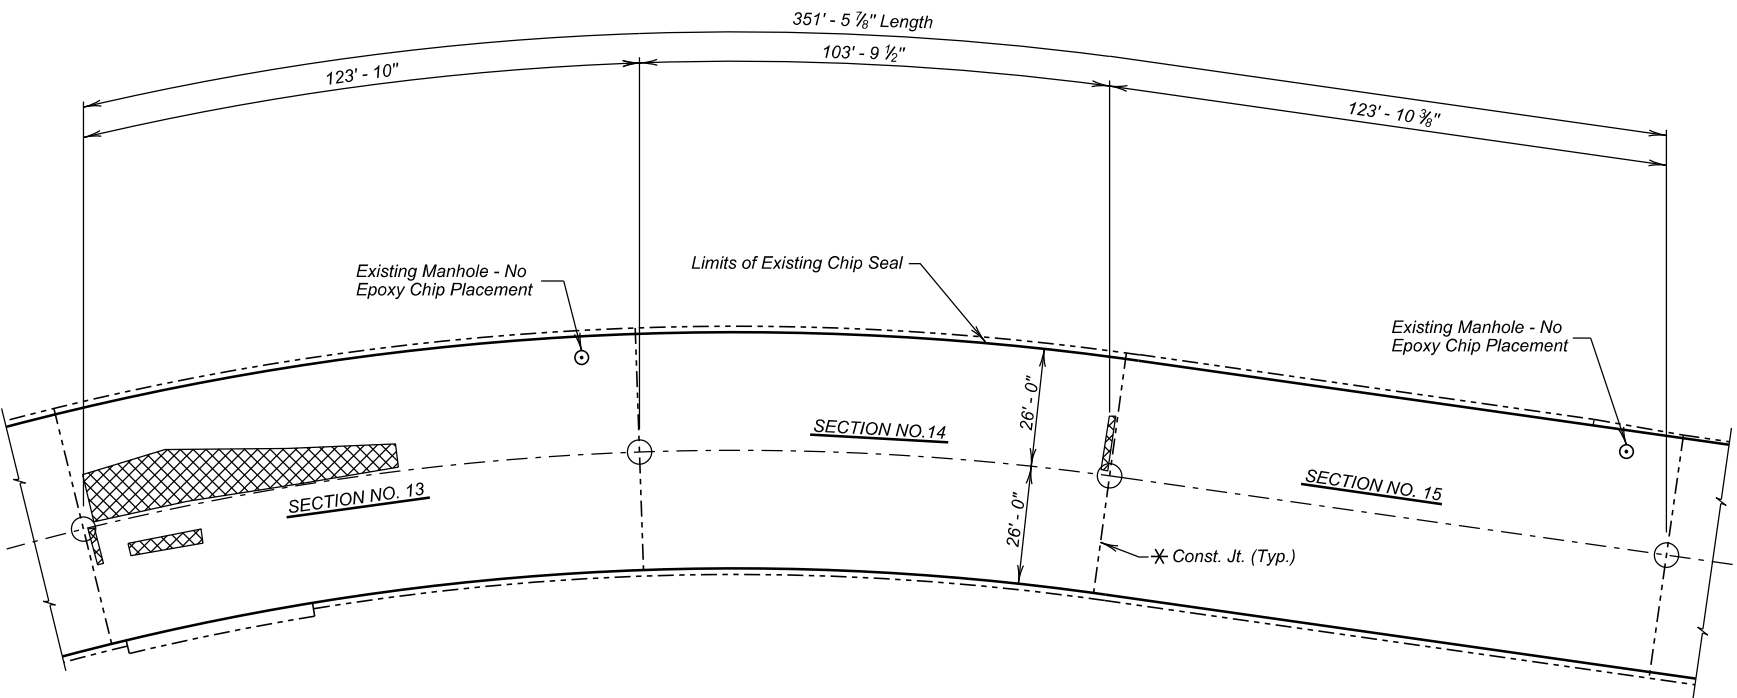 351' - 5 ⅞" Length
103' - 9 ½"
123' - 10"
123' - 10 ⅜"
Limits of Existing Chip Seal
Existing Manhole - No
Epoxy Chip Placement
Existing Manhole - No
Epoxy Chip Placement
26' - 0"
SECTION NO.14
SECTION NO. 13
SECTION NO. 15
26' - 0"
Const. Jt. (Typ.)